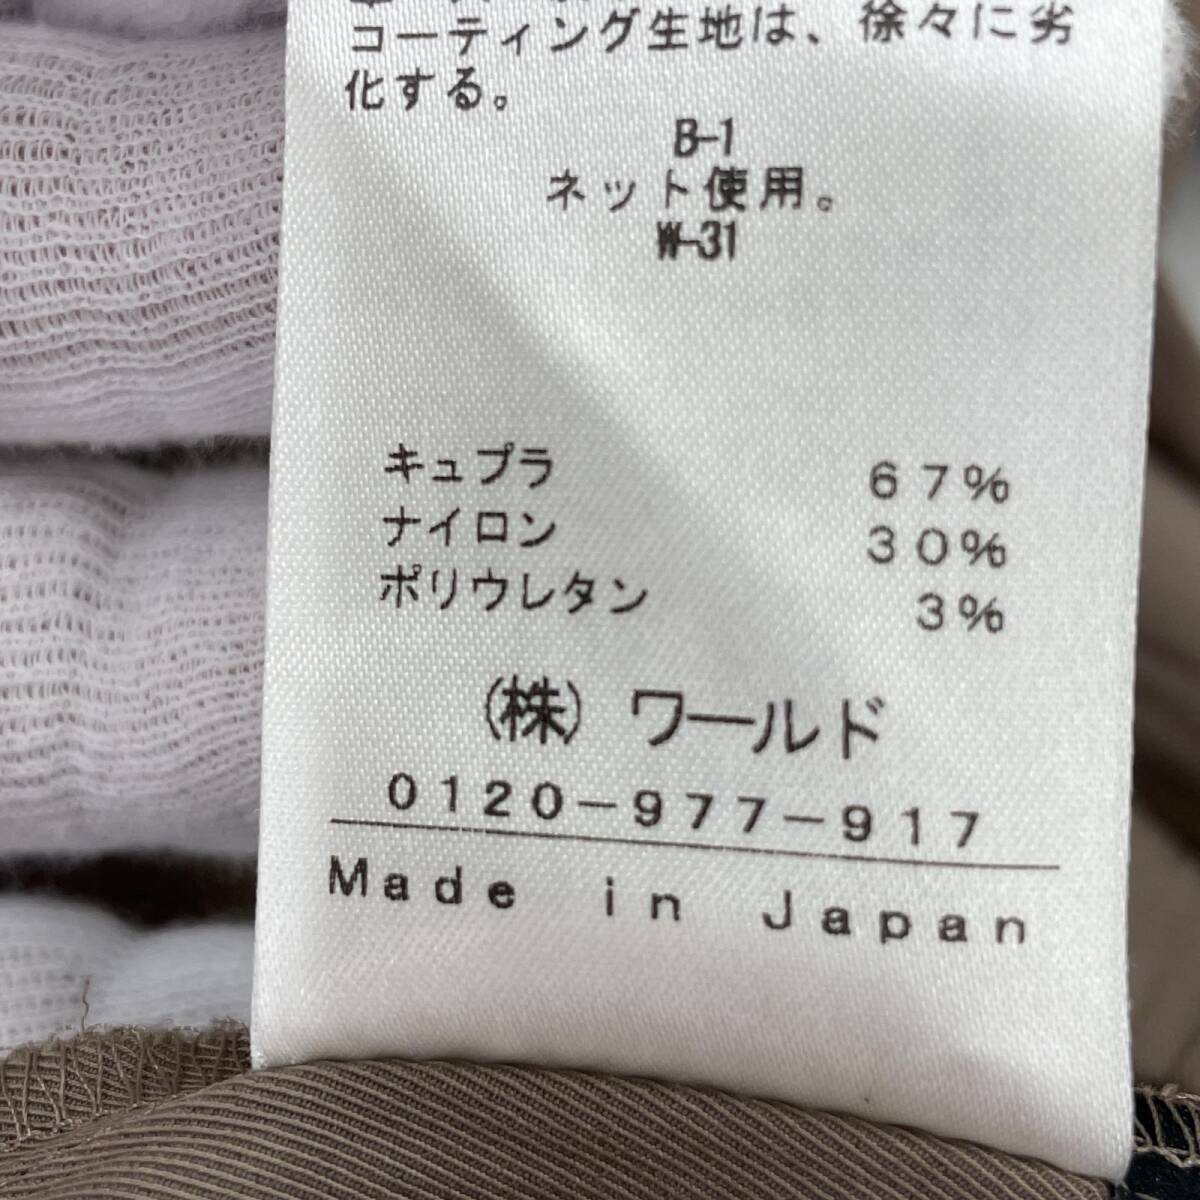 コーティング生地は、徐々に劣
化する。
B-1
ネット使用。
W-31
キュプラ 67%
ナイロン 30%
ポリウレタン 3%
(株) ワールド
0120-977-917
Made in Japan